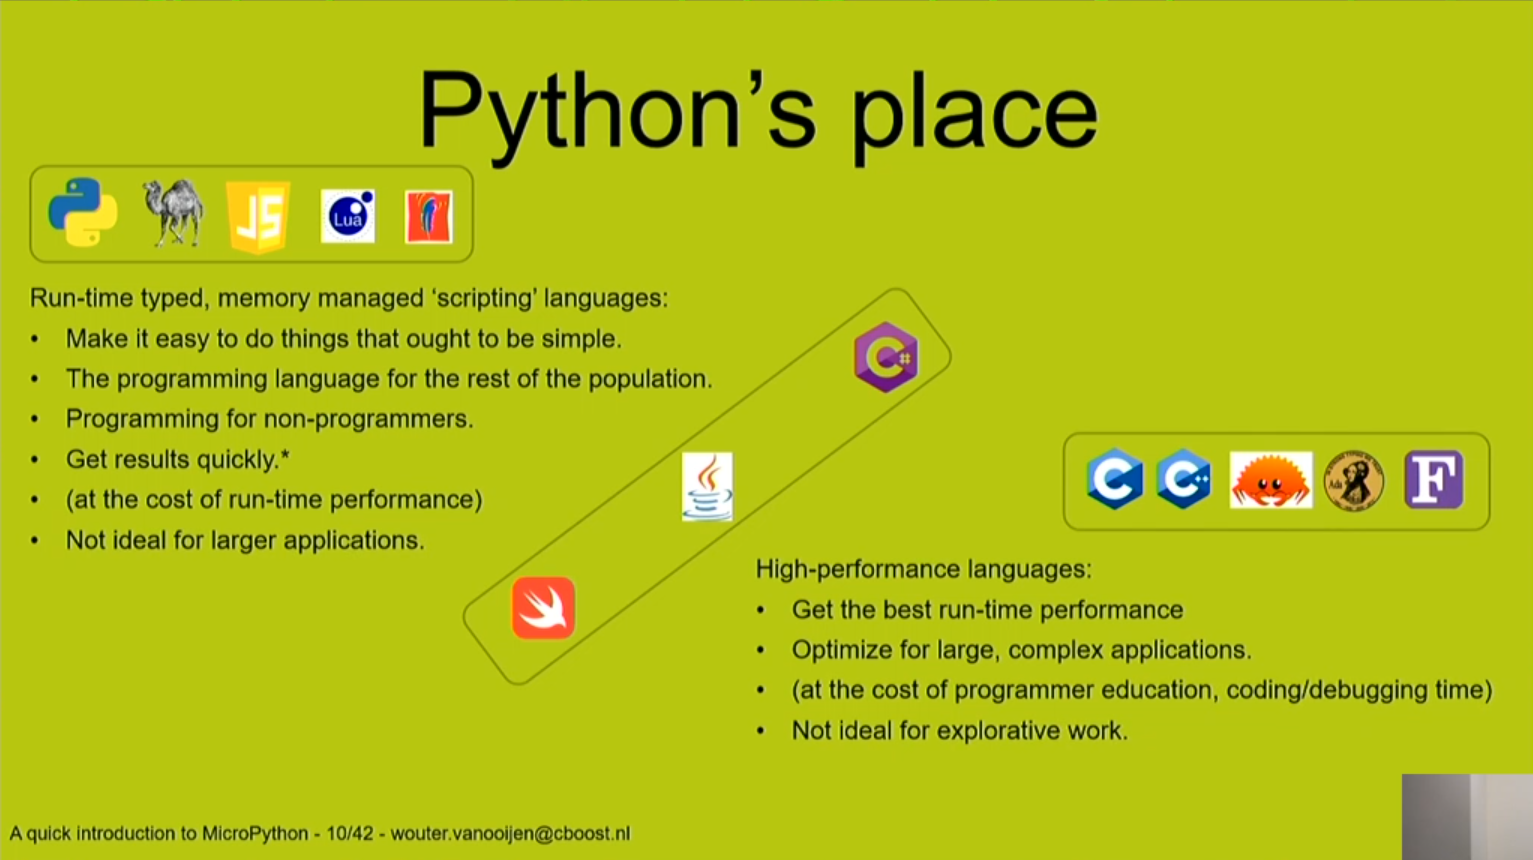 Python’s place
JS
Lua
Run-time typed, memory managed ‘scripting’ languages:
• Make it easy to do things that ought to be simple.
• The programming language for the rest of the population.
• Programming for non-programmers.
• Get results quickly.*
• (at the cost of run-time performance)
• Not ideal for larger applications.
C#
C
C++
Ada
F
High-performance languages:
• Get the best run-time performance
• Optimize for large, complex applications.
• (at the cost of programmer education, coding/debugging time)
• Not ideal for explorative work.
A quick introduction to MicroPython - 10/42 - wouter.vanooijen@cboost.nl